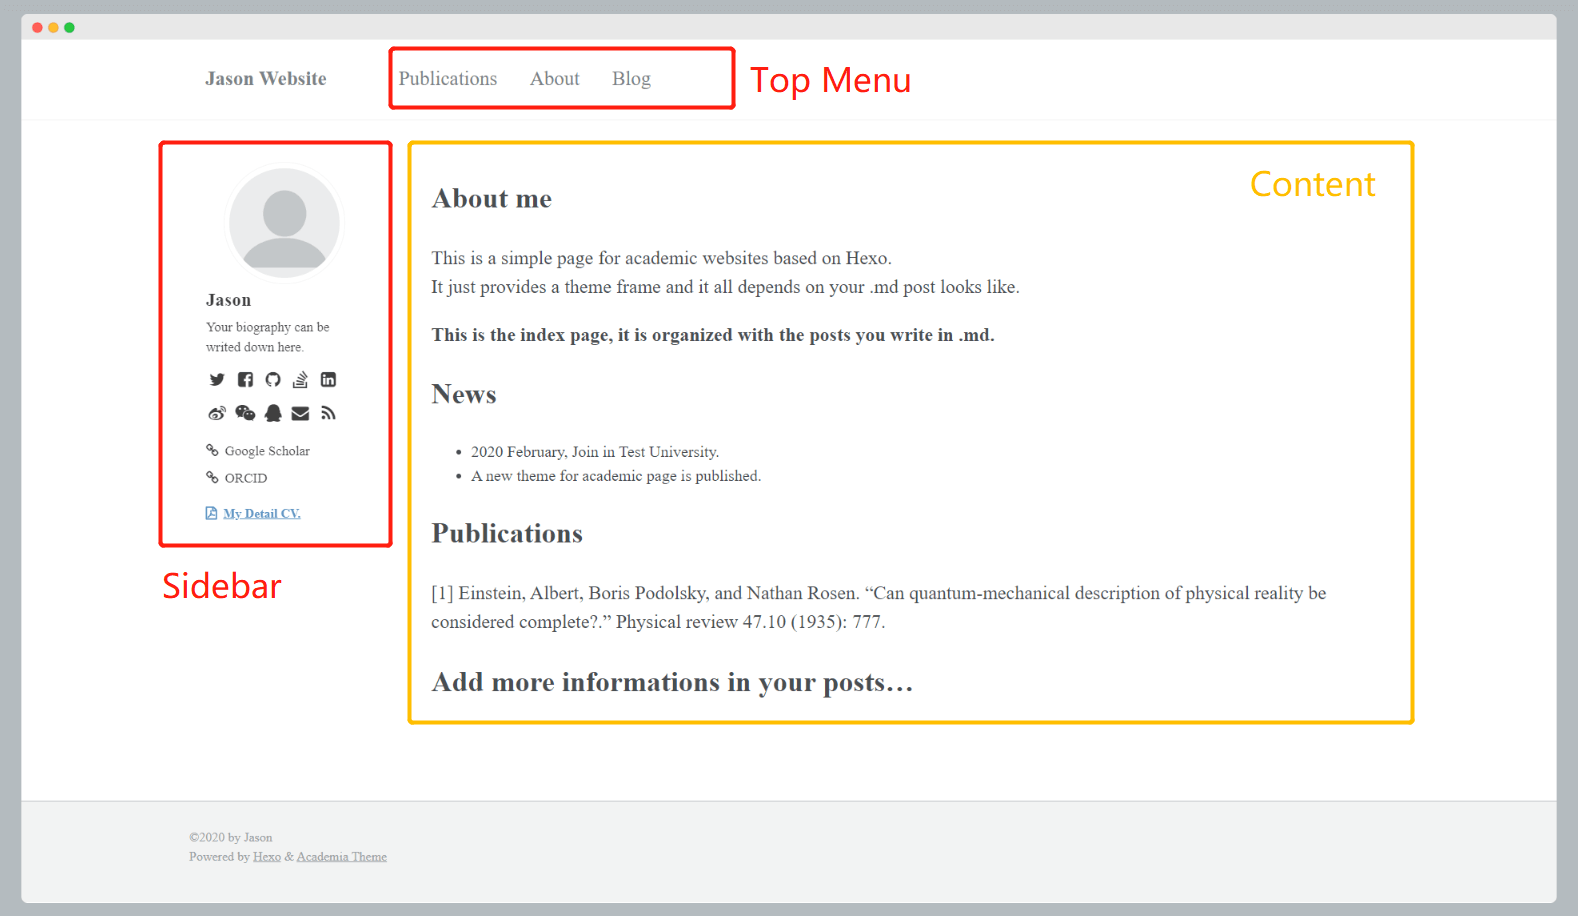 Jason Website
Publications
About
Blog
Top Menu
Jason
Your biography can be
writed down here.
Google Scholar
ORCID
My Detail CV.
Sidebar
Content
About me
This is a simple page for academic websites based on Hexo.
It just provides a theme frame and it all depends on your .md post looks like.
This is the index page, it is organized with the posts you write in .md.
News
• 2020 February, Join in Test University.
• A new theme for academic page is published.
Publications
[1] Einstein, Albert, Boris Podolsky, and Nathan Rosen. “Can quantum-mechanical description of physical reality be
considered complete?.” Physical review 47.10 (1935): 777.
Add more informations in your posts…
©2020 by Jason
Powered by Hexo & Academia Theme